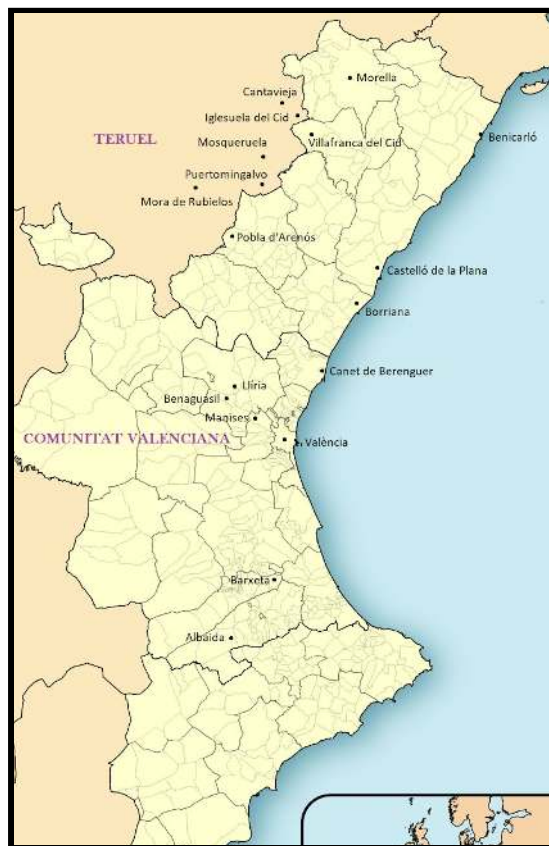 Morella
Cantavieja
Iglesuela del Cid
TERUEL
Villafranca del Cid
Benicarló
Mosqueruela
Puertomingalvo
Mora de Rubielos
Pobla d'Arenós
Castelló de la Plana
Borriana
Canet de Berenguer
Llíria
Benaguasil
Manises
COMUNITAT VALENCIANA
València
Barxeta
Albaida